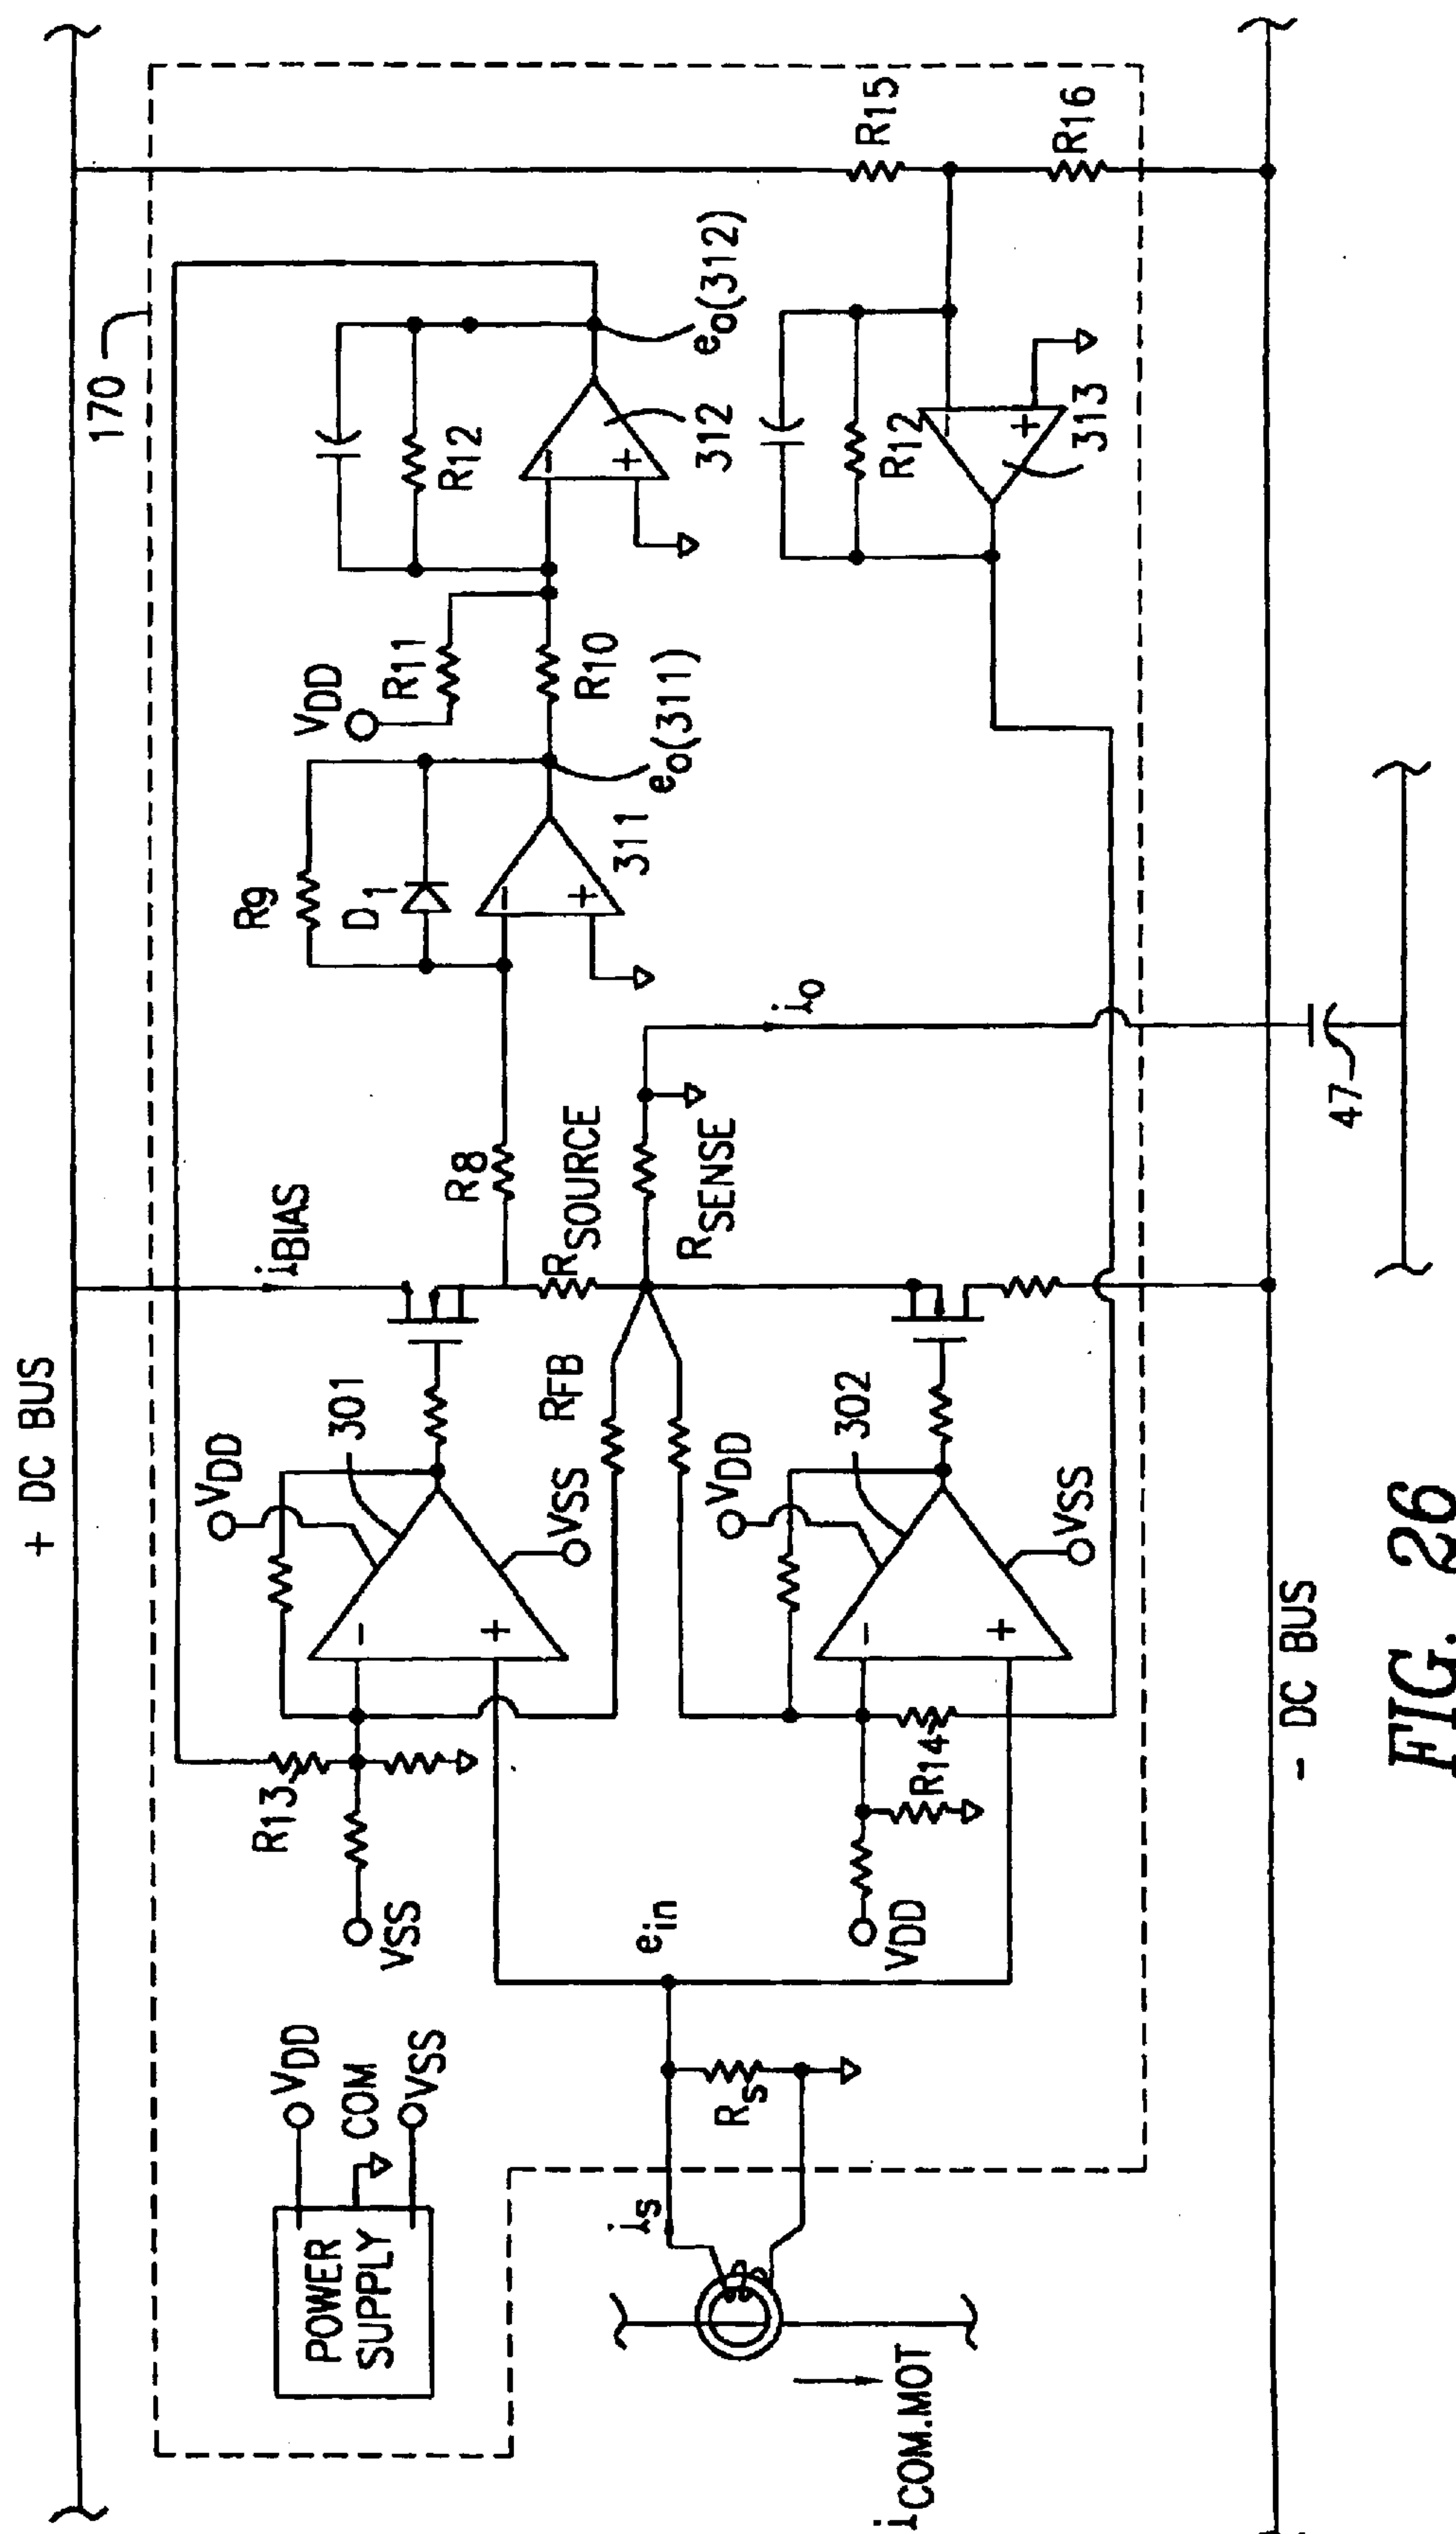 + DC BUS
170
POWER
SUPPLY
VDD
COM
VSS
R13
VSS
VDD
301
VSS
iBIAS
R8
R9
D1
311
eo(311)
VDD
R11
R10
R12
312
eo(312)
RFB
RSOURCE
RSENSE
io
ein
is
Rs
iCOM.MOT
VDD
R14
VDD
302
VSS
R12
313
R15
R16
47
- DC BUS
FIG. 26